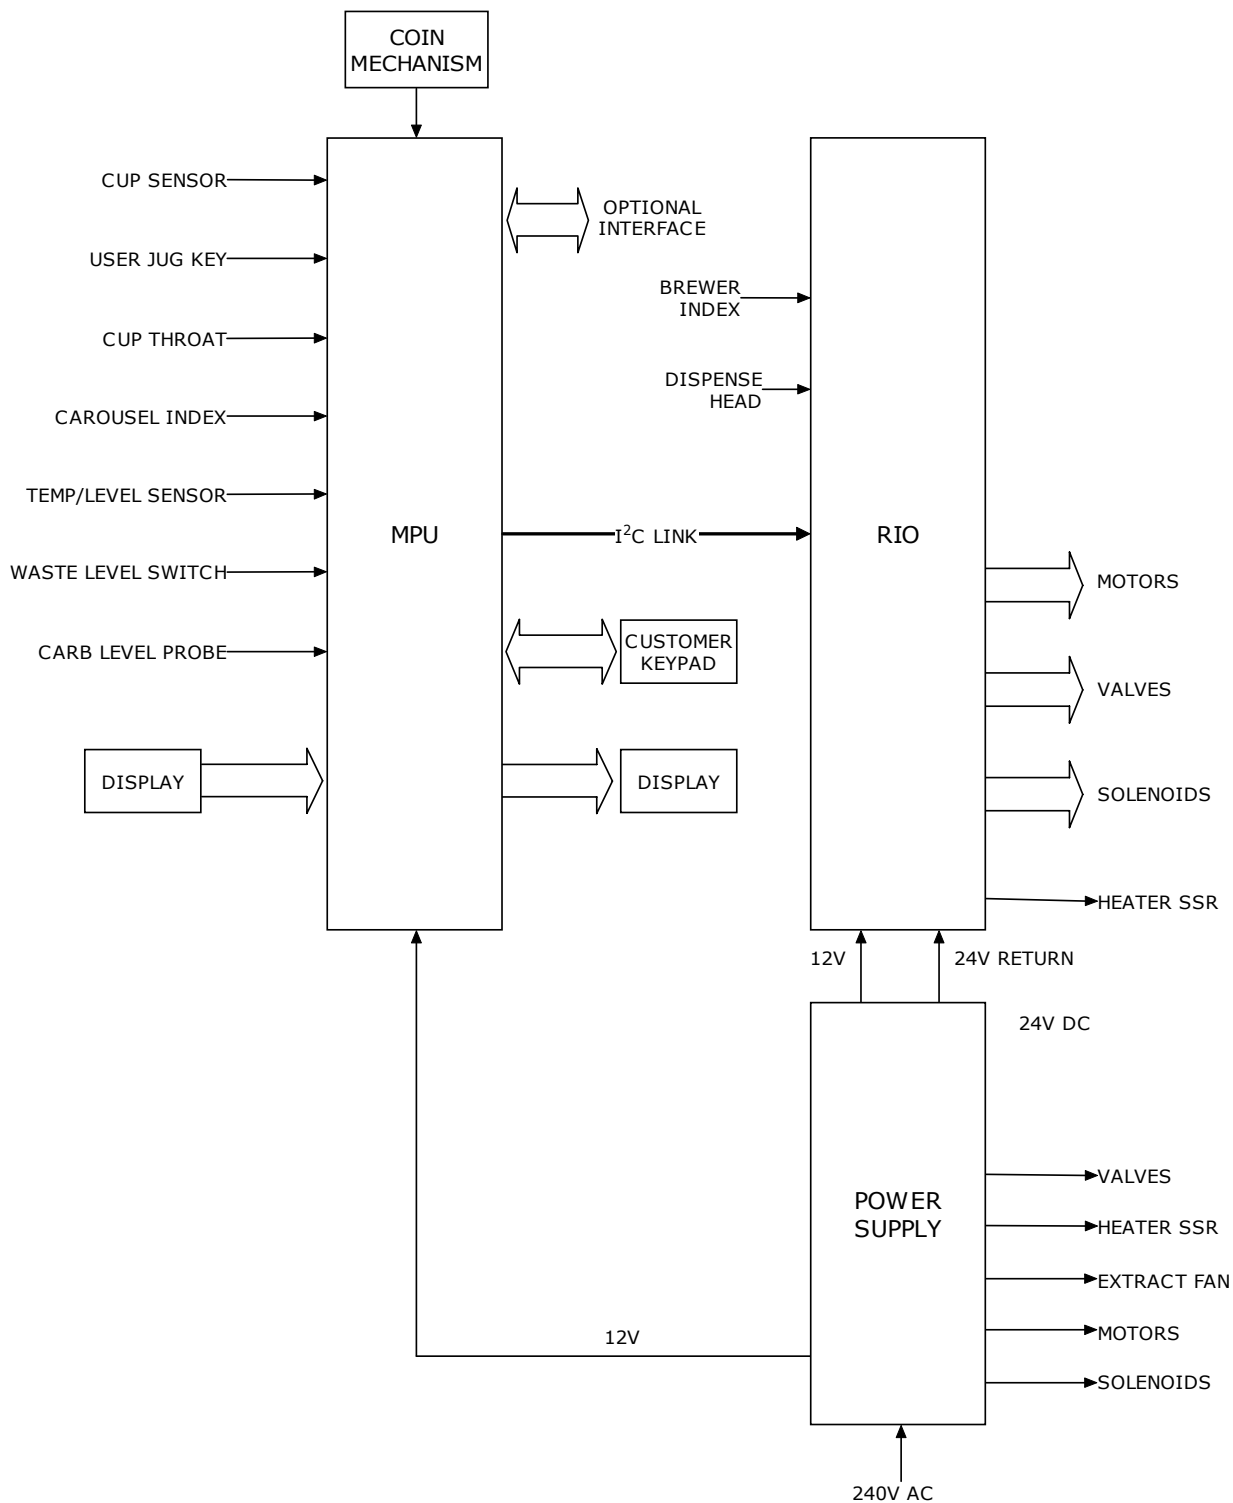 COIN
MECHANISM
CUP SENSOR
OPTIONAL
INTERFACE
USER JUG KEY
BREWER
INDEX
CUP THROAT
DISPENSE
HEAD
CAROUSEL INDEX
TEMP/LEVEL SENSOR
MPU
I²C LINK
RIO
WASTE LEVEL SWITCH
MOTORS
CUSTOMER
KEYPAD
CARB LEVEL PROBE
VALVES
DISPLAY
DISPLAY
SOLENOIDS
HEATER SSR
12V
24V RETURN
24V DC
VALVES
POWER
SUPPLY
HEATER SSR
EXTRACT FAN
12V
MOTORS
SOLENOIDS
240V AC